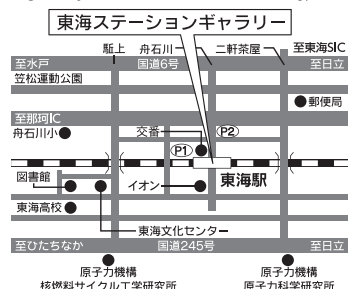 東海ステーションギャラリー
駈上 舟石川 二軒茶屋 至東海SIC
至水戸 国道6号 至日立
笠松運動公園
郵便局
至那珂IC
舟石川小 交番 P1 P2
図書館 イオン 東海駅
東海高校
東海文化センター
至ひたちなか 国道245号 至日立
原子力機構 原子力機構
核燃料サイクル工学研究所 原子力科学研究所